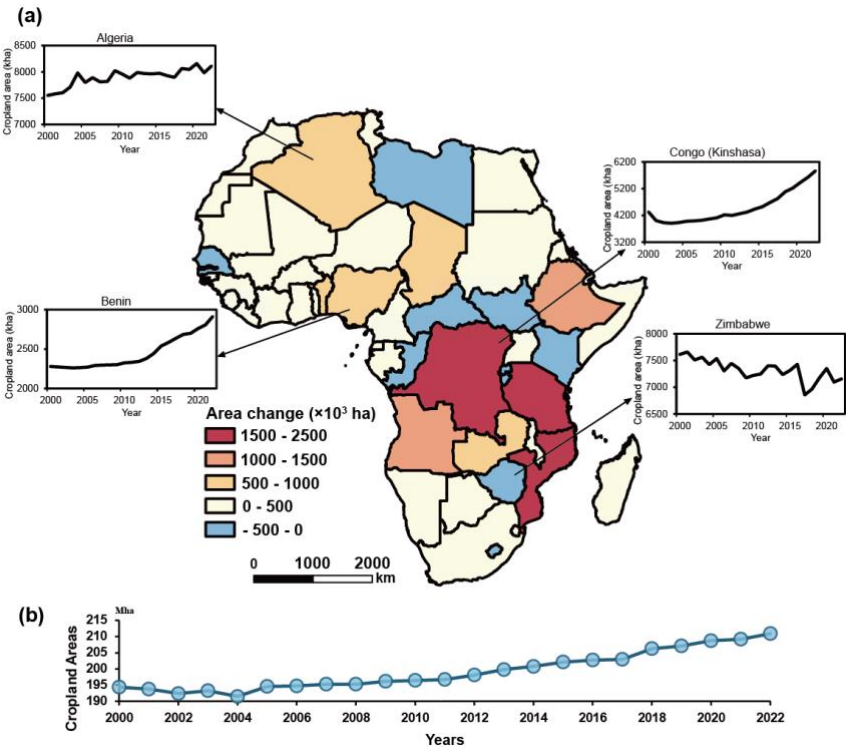 (a)
Algeria
Cropland area (kha)
8500
8000
7500
7000
2000 2005 2010 2015 2020
Year
Congo (Kinshasa)
Cropland area (kha)
6200
5200
4200
3200
2000 2005 2010 2015 2020
Year
Benin
Cropland area (kha)
3000
2500
2000
2000 2005 2010 2015 2020
Year
Zimbabwe
Cropland area (kha)
8000
7500
7000
6500
2000 2005 2010 2015 2020
Year
Area change (×10³ ha)
1500 - 2500
1000 - 1500
500 - 1000
0 - 500
- 500 - 0
0 1000 2000
km
(b)
Mha
Cropland Areas
215
210
205
200
195
190
2000 2002 2004 2006 2008 2010 2012 2014 2016 2018 2020 2022
Years